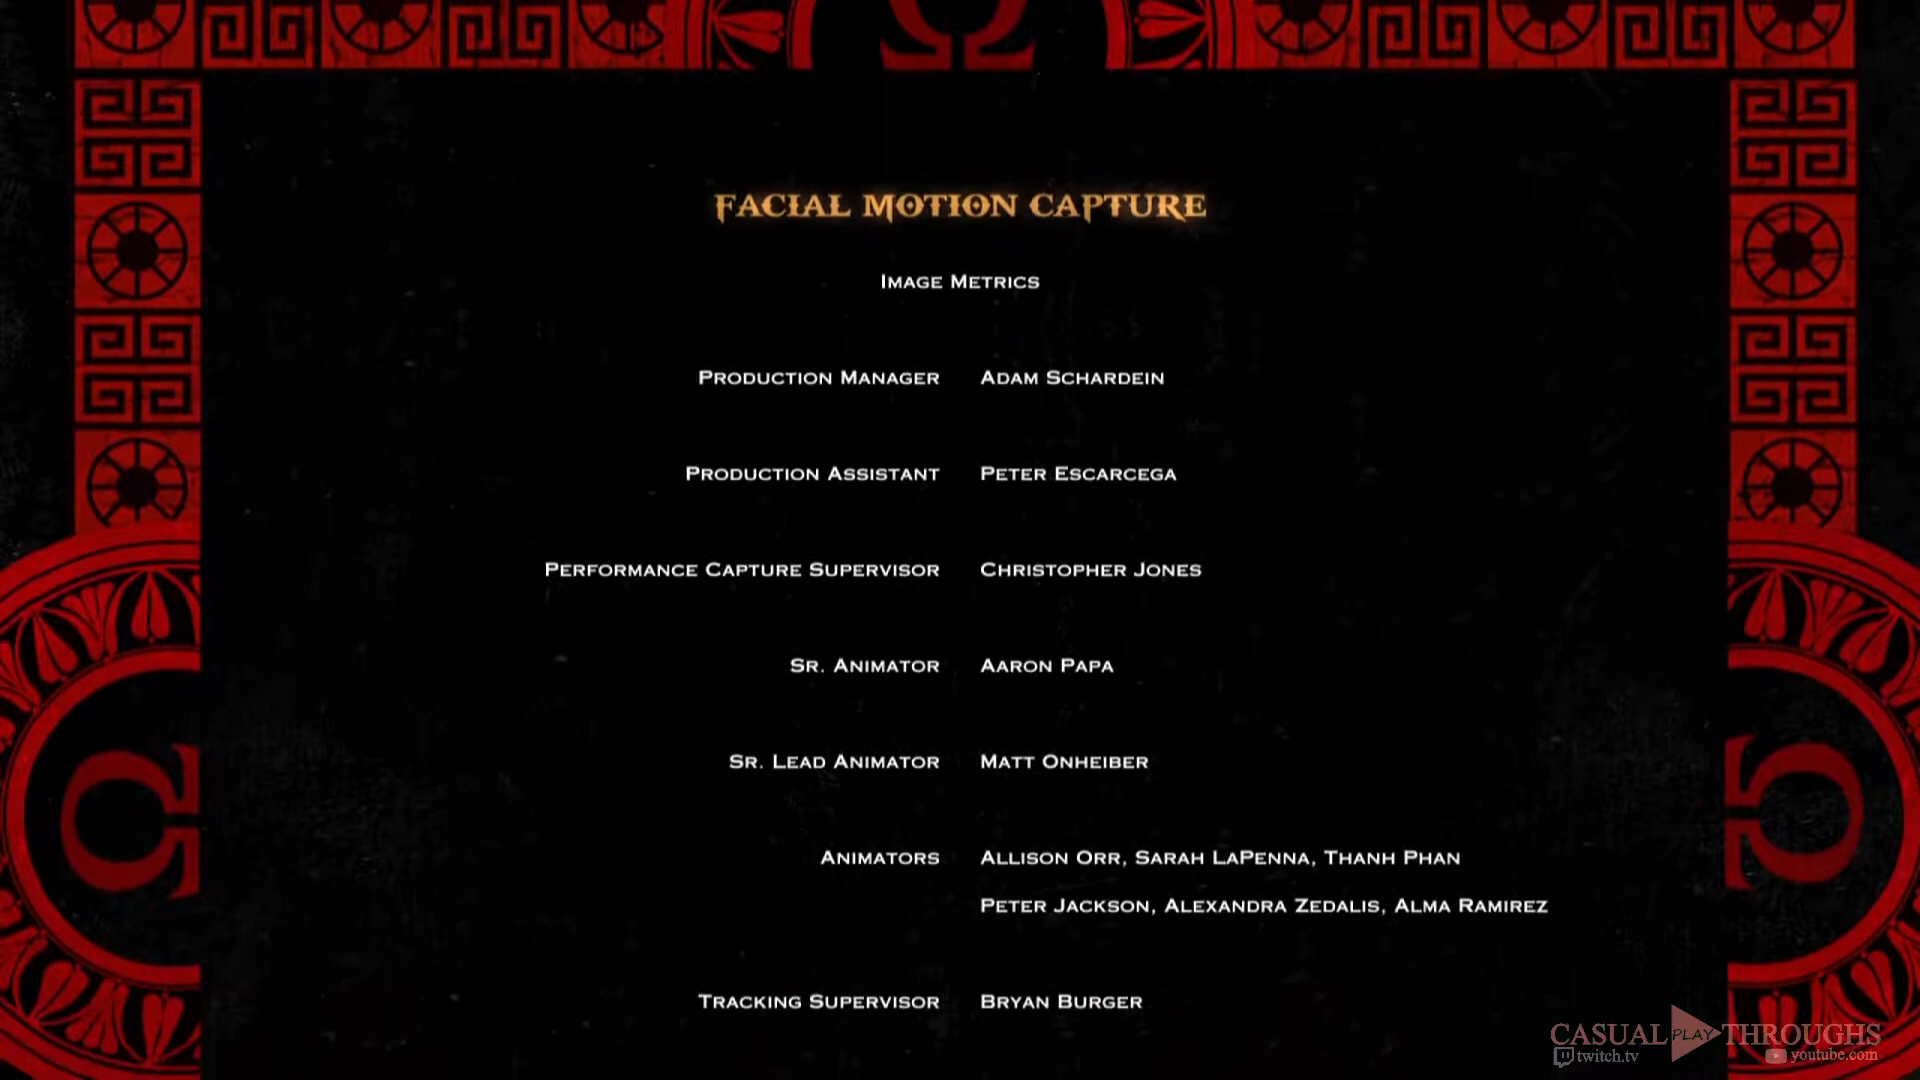 Ω
FACIAL MOTION CAPTURE
IMAGE METRICS
PRODUCTION MANAGER ADAM SCHARDEIN
PRODUCTION ASSISTANT PETER ESCARCEGA
PERFORMANCE CAPTURE SUPERVISOR CHRISTOPHER JONES
SR. ANIMATOR AARON PAPA
SR. LEAD ANIMATOR MATT ONHEIBER
Ω Ω
ANIMATORS ALLISON ORR, SARAH LAPENNA, THANH PHAN
PETER JACKSON, ALEXANDRA ZEDALIS, ALMA RAMIREZ
TRACKING SUPERVISOR BRYAN BURGER
CASUAL PLAY THROUGHS
twitch.tv youtube.com